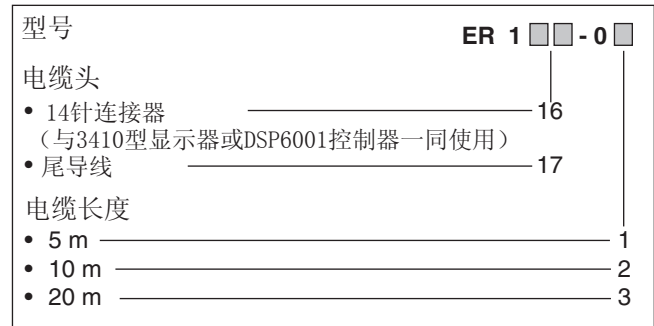 型号 ER 1 - 0
电缆头
• 14针连接器 16
（与3410型显示器或DSP6001控制器一同使用）
• 尾导线 17
电缆长度
• 5 m 1
• 10 m 2
• 20 m 3